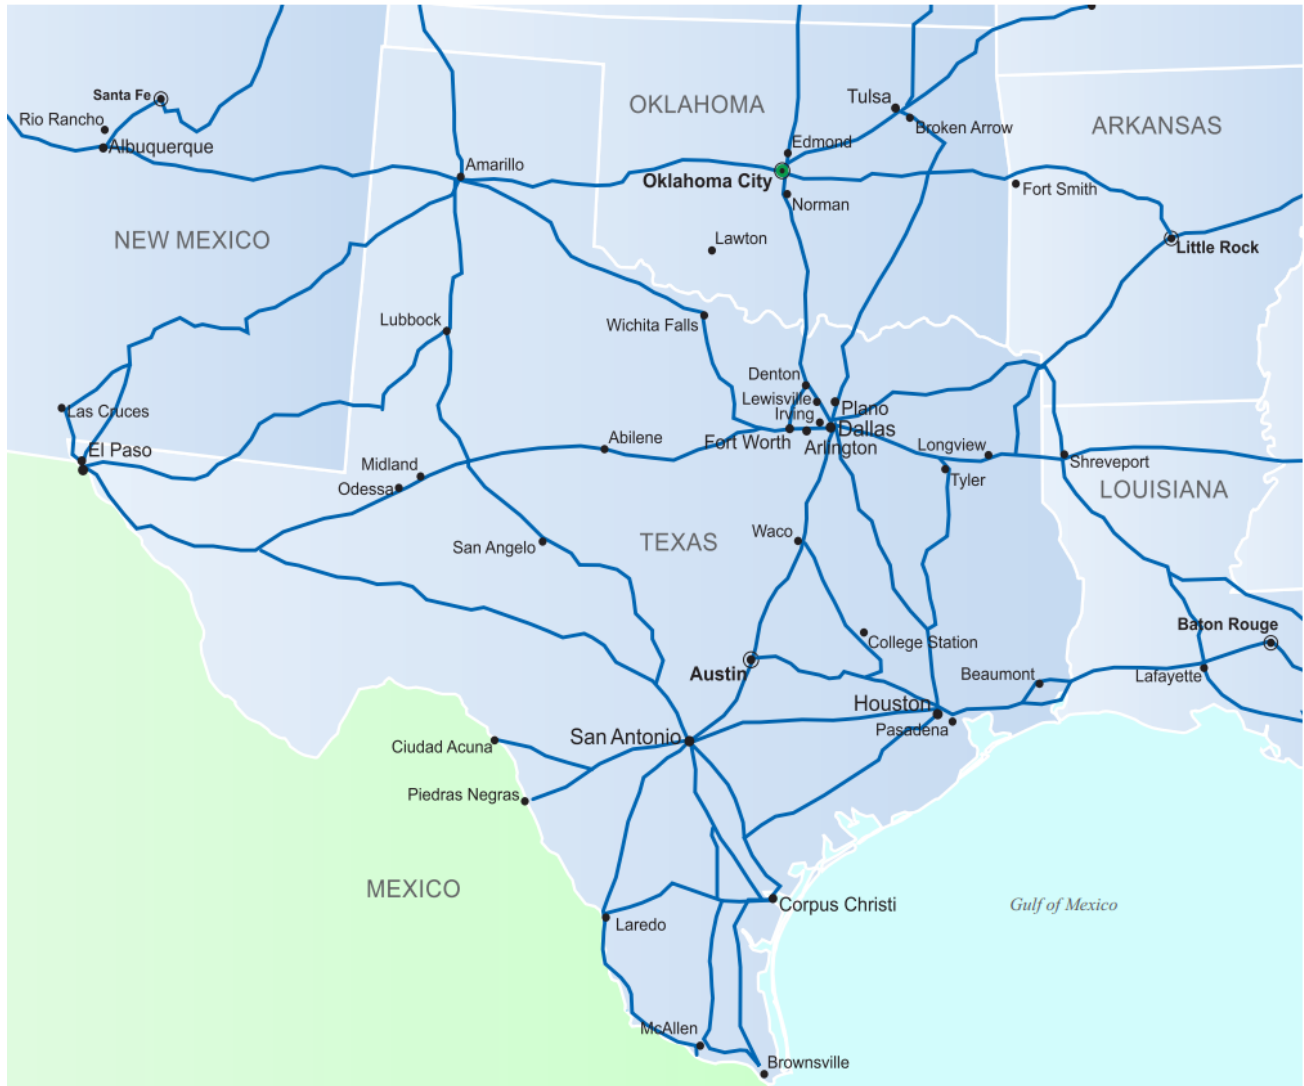 Santa Fe
Tulsa
OKLAHOMA
Rio Rancho
Broken Arrow
ARKANSAS
Edmond
Albuquerque
Amarillo
Oklahoma City
Fort Smith
Norman
NEW MEXICO
Lawton
Little Rock
Lubbock
Wichita Falls
Denton
Lewisville
Plano
Las Cruces
Irving
Dallas
El Paso
Abilene
Fort Worth
Arlington
Longview
Midland
Shreveport
Odessa
Tyler
LOUISIANA
Waco
San Angelo
TEXAS
Baton Rouge
College Station
Austin
Beaumont
Lafayette
Houston
Pasadena
San Antonio
Ciudad Acuna
Piedras Negras
MEXICO
Corpus Christi
Gulf of Mexico
Laredo
McAllen
Brownsville